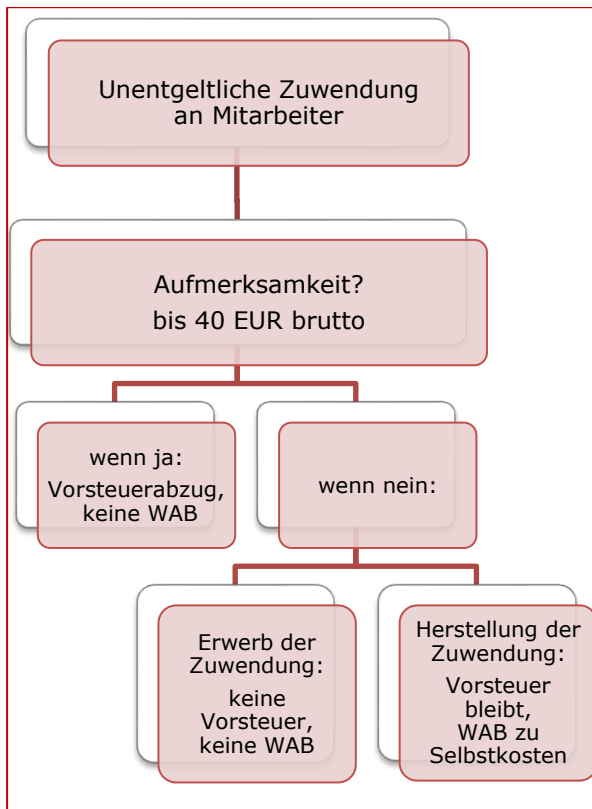 Unentgeltliche Zuwendung
an Mitarbeiter
Aufmerksamkeit?
bis 40 EUR brutto
wenn ja:
Vorsteuerabzug,
keine WAB
wenn nein:
Erwerb der
Zuwendung:
keine
Vorsteuer,
keine WAB
Herstellung der
Zuwendung:
Vorsteuer
bleibt,
WAB zu
Selbstkosten